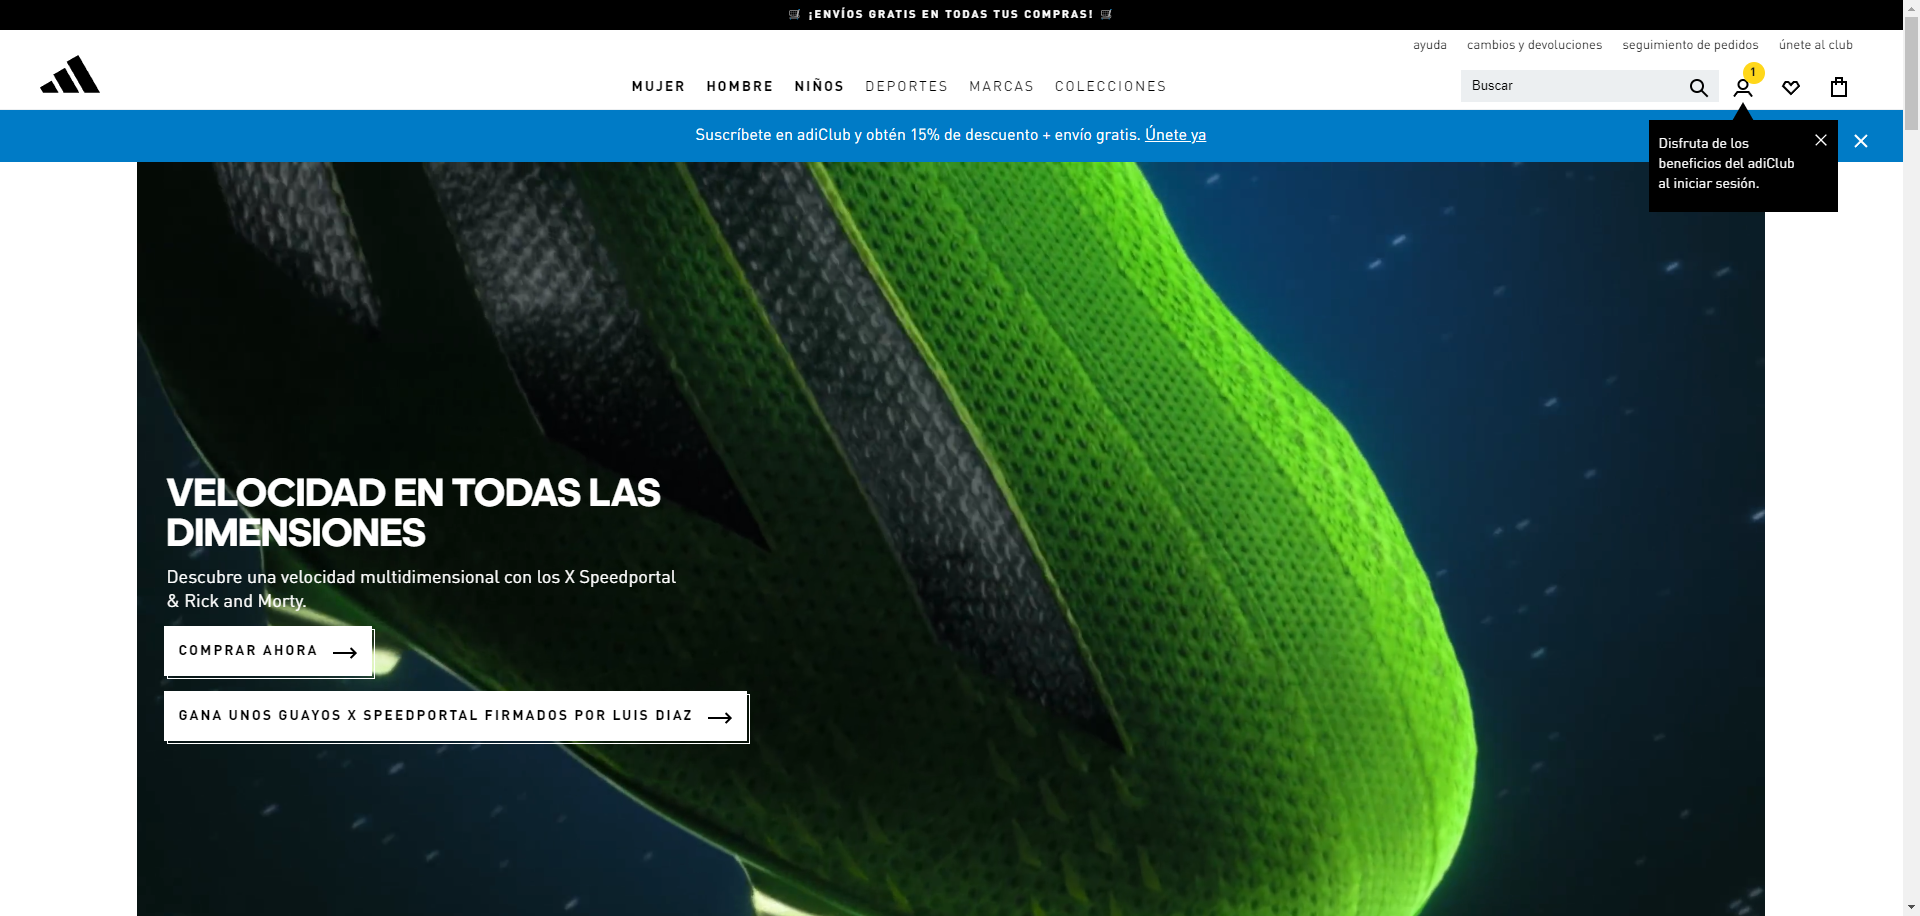 ¡ENVÍOS GRATIS EN TODAS TUS COMPRAS!
ayuda cambios y devoluciones seguimiento de pedidos únete al club
MUJER HOMBRE NIÑOS DEPORTES MARCAS COLECCIONES
Buscar
1
Suscríbete en adiClub y obtén 15% de descuento + envío gratis. Únete ya
Disfruta de los
beneficios del adiClub
al iniciar sesión.
VELOCIDAD EN TODAS LAS
DIMENSIONES
Descubre una velocidad multidimensional con los X Speedportal
& Rick and Morty.
COMPRAR AHORA
GANA UNOS GUAYOS X SPEEDPORTAL FIRMADOS POR LUIS DIAZ